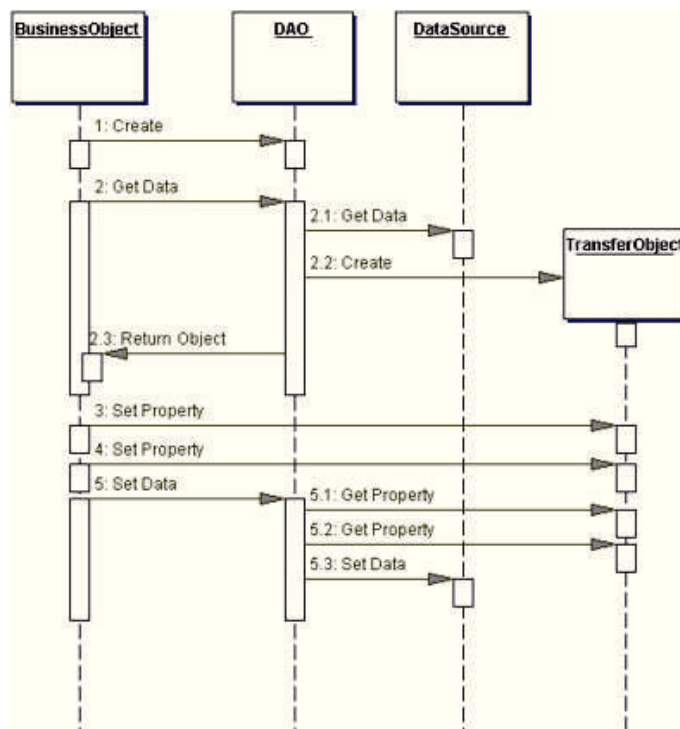 BusinessObject
DAO
DataSource
1: Create
2: Get Data
2.1: Get Data
TransferObject
2.2: Create
2.3: Return Object
3: Set Property
4: Set Property
5: Set Data
5.1: Get Property
5.2: Get Property
5.3: Set Data